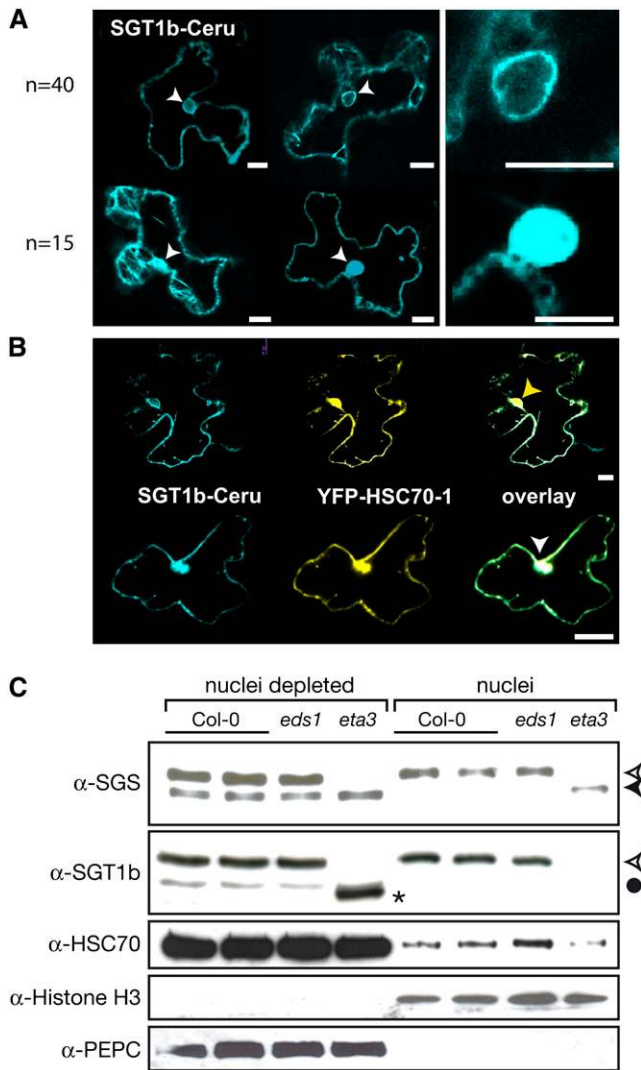 A
SGT1b-Ceru
n=40
n=15
B
SGT1b-Ceru YFP-HSC70-1 overlay
C
nuclei depleted nuclei
Col-0 eds1 eta3 Col-0 eds1 eta3
α-SGS
α-SGT1b
*
α-HSC70
α-Histone H3
α-PEPC